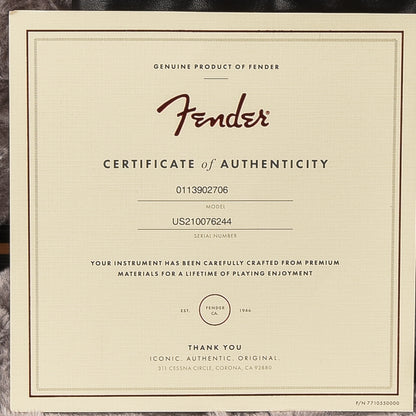 GENUINE PRODUCT OF FENDER
Fender
CERTIFICATE of AUTHENTICITY
0113902706
MODEL
US210076244
SERIAL NUMBER
YOUR INSTRUMENT HAS BEEN CAREFULLY CRAFTED FROM PREMIUM
MATERIALS FOR A LIFETIME OF PLAYING ENJOYMENT
EST. FENDER CA. 1946
THANK YOU
ICONIC. AUTHENTIC. ORIGINAL.
311 CESSNA CIRCLE, CORONA, CA 92880
P/N 7710550000